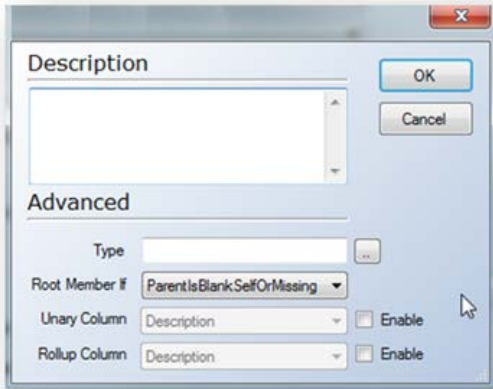 Description
OK
Cancel
Advanced
Type
..
Root Member If ParentIsBlankSelfOrMissing
Unary Column Description Enable
Rollup Column Description Enable